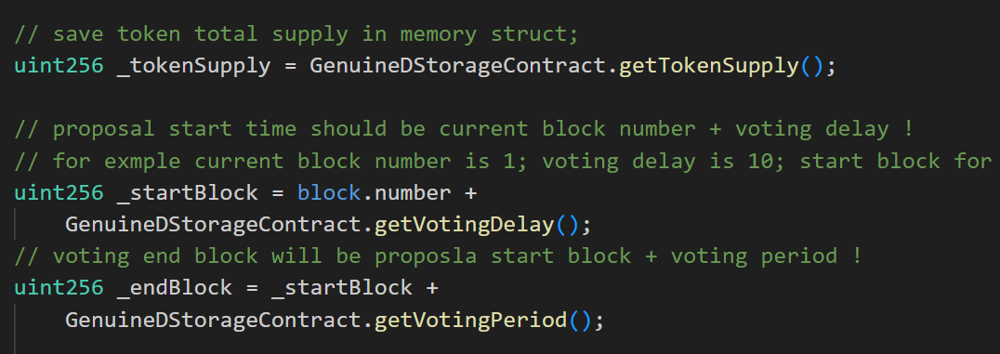 // save token total supply in memory struct;
uint256 _tokenSupply = GenuineDStorageContract.getTokenSupply();
// proposal start time should be current block number + voting delay !
// for exmple current block number is 1; voting delay is 10; start block for
uint256 _startBlock = block.number +
GenuineDStorageContract.getVotingDelay();
// voting end block will be proposla start block + voting period !
uint256 _endBlock = _startBlock +
GenuineDStorageContract.getVotingPeriod();